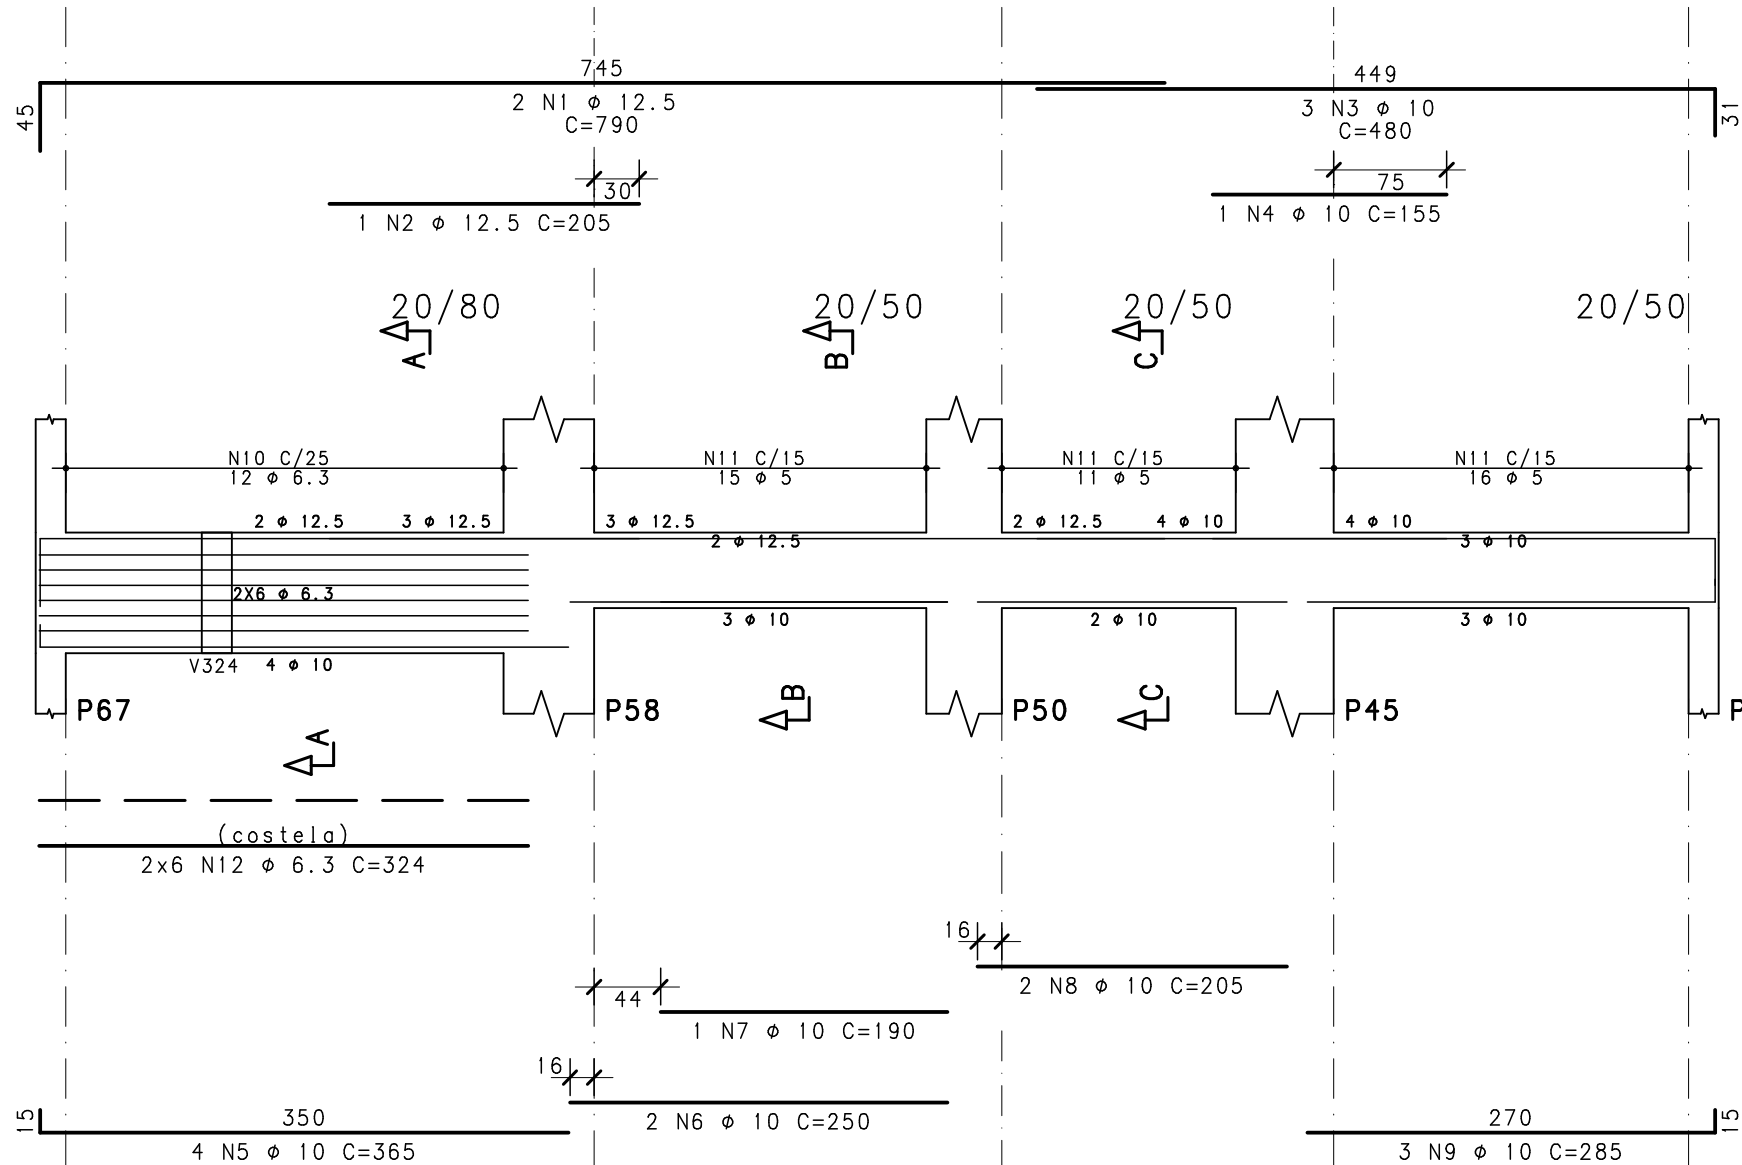 745
449
2 N1 φ 12.5
3 N3 φ 10
C=790
C=480
45
31
30
75
1 N2 φ 12.5 C=205
1 N4 φ 10 C=155
20/80
20/50
20/50
20/50
A
B
C
N10 C/25
N11 C/15
N11 C/15
N11 C/15
12 φ 6.3
15 φ 5
11 φ 5
16 φ 5
2 φ 12.5
3 φ 12.5
3 φ 12.5
2 φ 12.5
4 φ 10
4 φ 10
2 φ 12.5
3 φ 10
2X6 φ 6.3
3 φ 10
2 φ 10
3 φ 10
V324
4 φ 10
P67
P58
P50
P45
P
B
C
A
(costela)
2x6 N12 φ 6.3 C=324
16
2 N8 φ 10 C=205
44
1 N7 φ 10 C=190
16
2 N6 φ 10 C=250
15
350
270
15
4 N5 φ 10 C=365
3 N9 φ 10 C=285